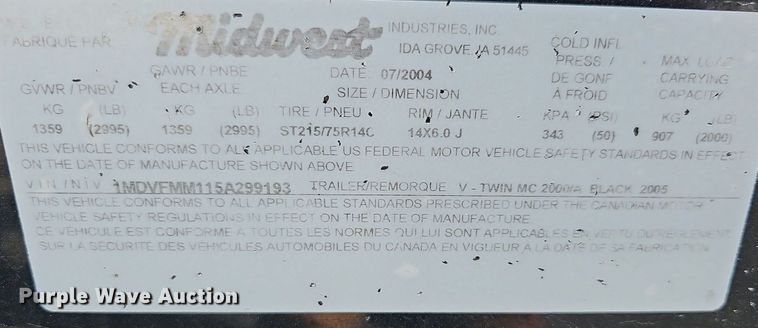 FABRIQUE PAR Midwest INDUSTRIES, INC.
IDA GROVE, IA 51445
GVWR / PNBV GAWR / PNBE EACH AXLE DATE: 07/2004 SIZE / DIMENSION COLD INFL PRESS. / DE GONF A FROID MAX LOAD CARRYING CAPACITY
KG (LB) KG (LB) TIRE / PNEU RIM / JANTE KPA (PSI) KG (LB)
1359 (2995) 1359 (2995) ST215/75R14C 14X6.0 J 343 (50) 907 (2000)
THIS VEHICLE CONFORMS TO ALL APPLICABLE US FEDERAL MOTOR VEHICLE SAFETY STANDARDS IN EFFECT
ON THE DATE OF MANUFACTURE SHOWN ABOVE
V.I.N / N.I.V 1MDVFMM115A299193 TRAILER/REMORQUE V - TWIN MC 2000/A BLACK 2005
THIS VEHICLE CONFORMS TO ALL APPLICABLE STANDARDS PRESCRIBED UNDER THE CANADIAN MOTOR
VEHICLE SAFETY REGULATIONS IN EFFECT ON THE DATE OF MANUFACTURE.
CE VEHICULE EST CONFORME A TOUTES LES NORMES QUI LUI SONT APPLICABLES EN VERTU DU REGLEMENT
SUR LA SECURITE DES VEHICULES AUTOMOBILES DU CANADA EN VIGUEUR A LA DATE DE SA FABRICATION
Purple Wave Auction